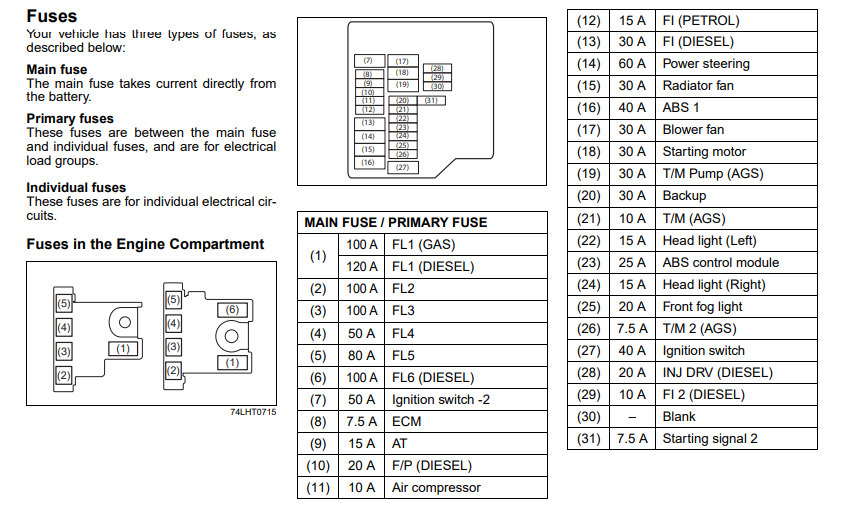 Fuses
Your vehicle has three types of fuses, as
described below:
Main fuse
The main fuse takes current directly from
the battery.
Primary fuses
These fuses are between the main fuse
and individual fuses, and are for electrical
load groups.
Individual fuses
These fuses are for individual electrical cir-
cuits.
Fuses in the Engine Compartment
(5)
(4)
(3)
(2)
(1)
(5)
(4)
(3)
(2)
(6)
(1)
74LHT0715
(7)
(8)
(9)
(10)
(11)
(12)
(13)
(14)
(15)
(16)
(17)
(18)
(19)
(20)
(21)
(22)
(23)
(24)
(25)
(26)
(27)
(28)
(29)
(30)
(31)
MAIN FUSE / PRIMARY FUSE
(1) 100 A FL1 (GAS)
120 A FL1 (DIESEL)
(2) 100 A FL2
(3) 100 A FL3
(4) 50 A FL4
(5) 80 A FL5
(6) 100 A FL6 (DIESEL)
(7) 50 A Ignition switch -2
(8) 7.5 A ECM
(9) 15 A AT
(10) 20 A F/P (DIESEL)
(11) 10 A Air compressor
(12) 15 A FI (PETROL)
(13) 30 A FI (DIESEL)
(14) 60 A Power steering
(15) 30 A Radiator fan
(16) 40 A ABS 1
(17) 30 A Blower fan
(18) 30 A Starting motor
(19) 30 A T/M Pump (AGS)
(20) 30 A Backup
(21) 10 A T/M (AGS)
(22) 15 A Head light (Left)
(23) 25 A ABS control module
(24) 15 A Head light (Right)
(25) 20 A Front fog light
(26) 7.5 A T/M 2 (AGS)
(27) 40 A Ignition switch
(28) 20 A INJ DRV (DIESEL)
(29) 10 A FI 2 (DIESEL)
(30) – Blank
(31) 7.5 A Starting signal 2